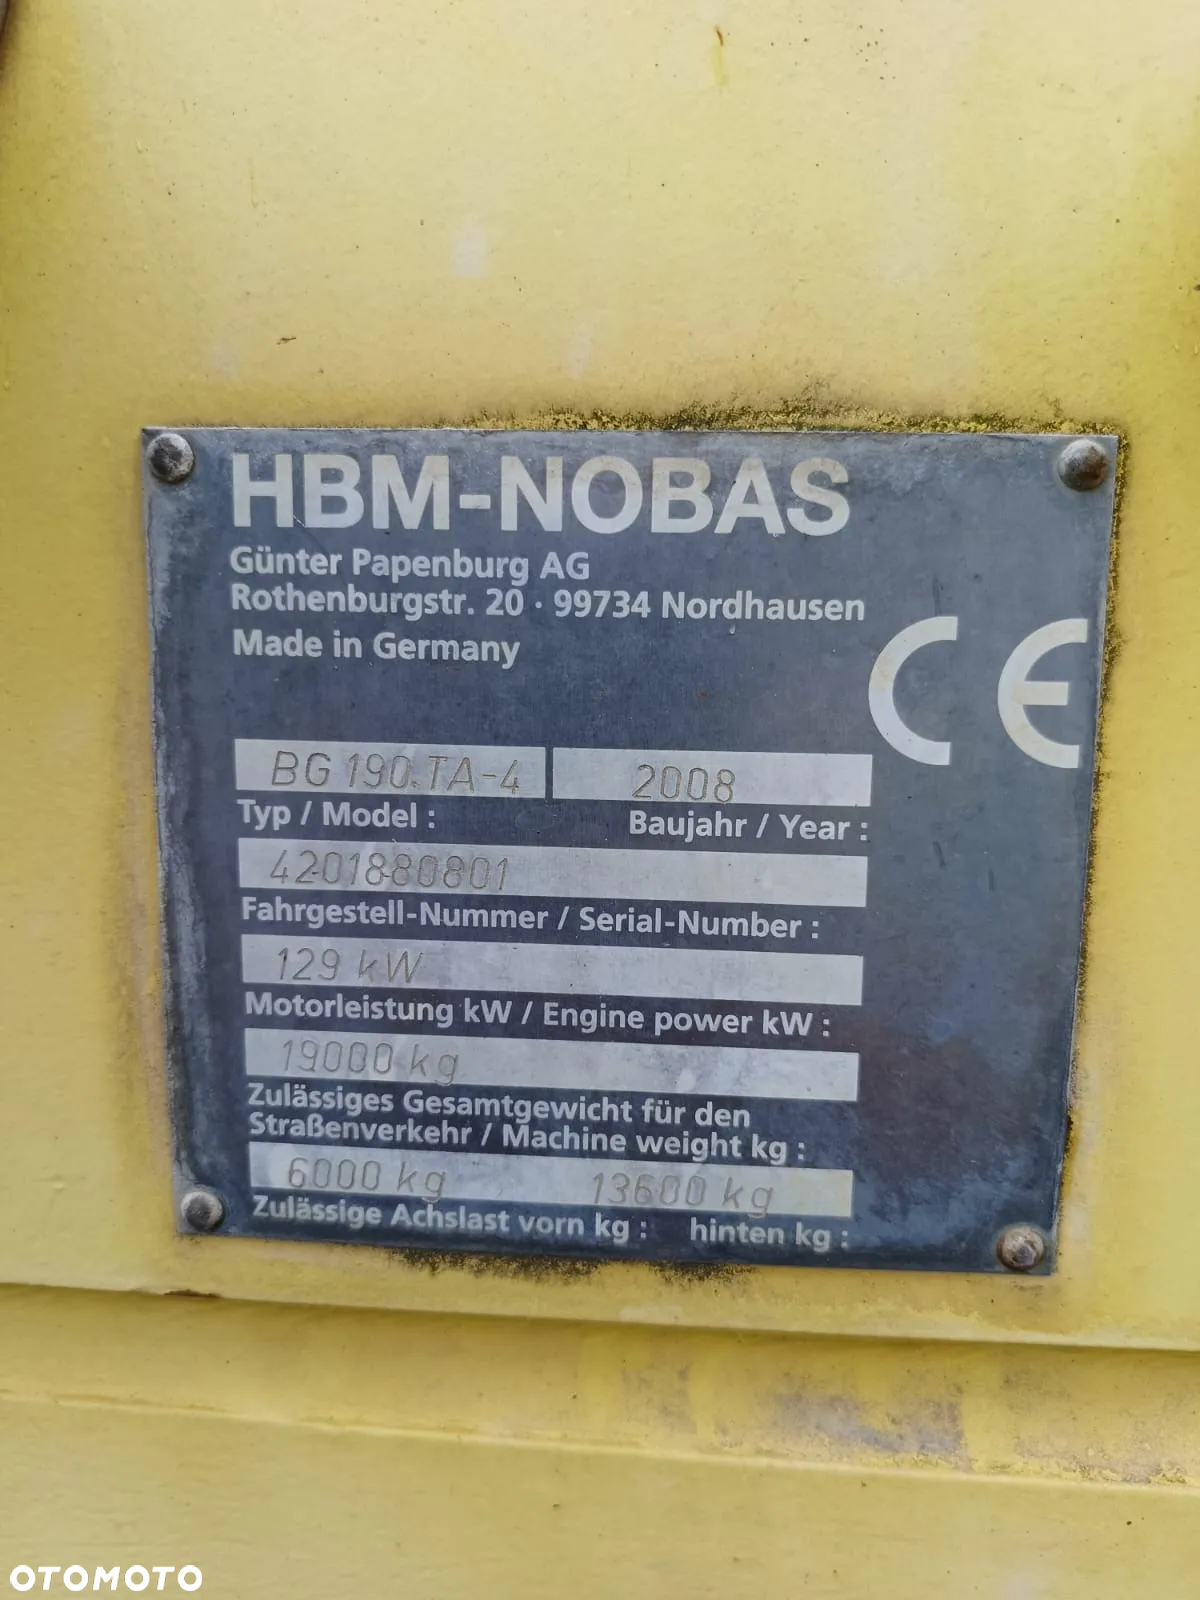 HBM-NOBAS
Günter Papenburg AG
Rothenburgstr. 20 · 99734 Nordhausen
Made in Germany
CE
BG 190 TA-4 2008
Typ / Model : Baujahr / Year :
4201880801
Fahrgestell-Nummer / Serial-Number :
129 kW
Motorleistung kW / Engine power kW :
19000 kg
Zulässiges Gesamtgewicht für den
Straßenverkehr / Machine weight kg :
6000 kg 13600 kg
Zulässige Achslast vorn kg : hinten kg :
OTOMOTO